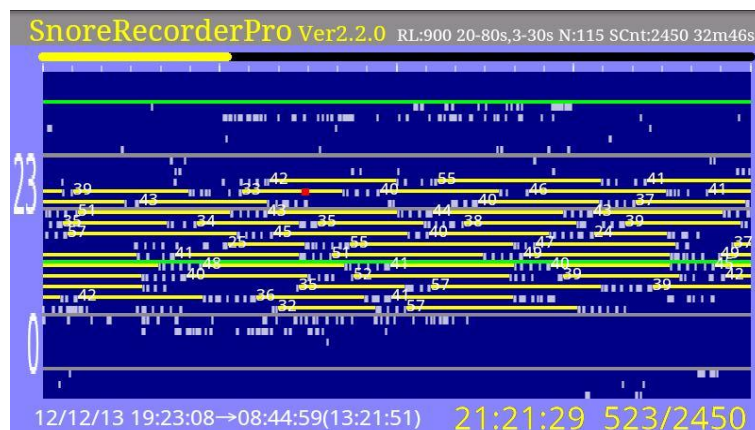 SnoreRecorderPro Ver2.2.0 RL:900 20-80s,3-30s N:115 SCnt:2450 32m46s
23
42 55 41
39 33 40 46 41
43 40 37
51 43 44 43
35 34 35 38 39
57 45 40 24
25 55 47 37
41 51 49 49
48 41 40 45
40 52 39 42
35 57 39
42 36 41
32 57
0
12/12/13 19:23:08→08:44:59(13:21:51) 21:21:29 523/2450